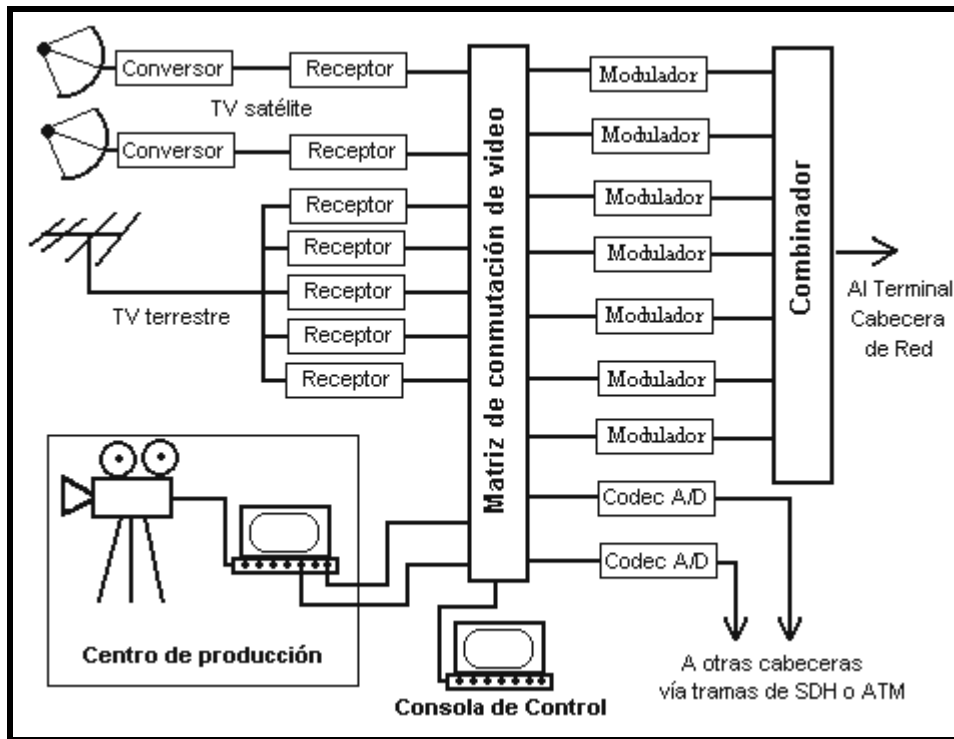 Conversor
Receptor
TV satélite
Conversor
Receptor
Receptor
Receptor
Receptor
Receptor
Receptor
TV terrestre
Matriz de conmutación de video
Modulador
Modulador
Modulador
Modulador
Modulador
Modulador
Modulador
Codec A/D
Codec A/D
Combinador
Al Terminal
Cabecera
de Red
Centro de producción
Consola de Control
A otras cabeceras
vía tramas de SDH o ATM